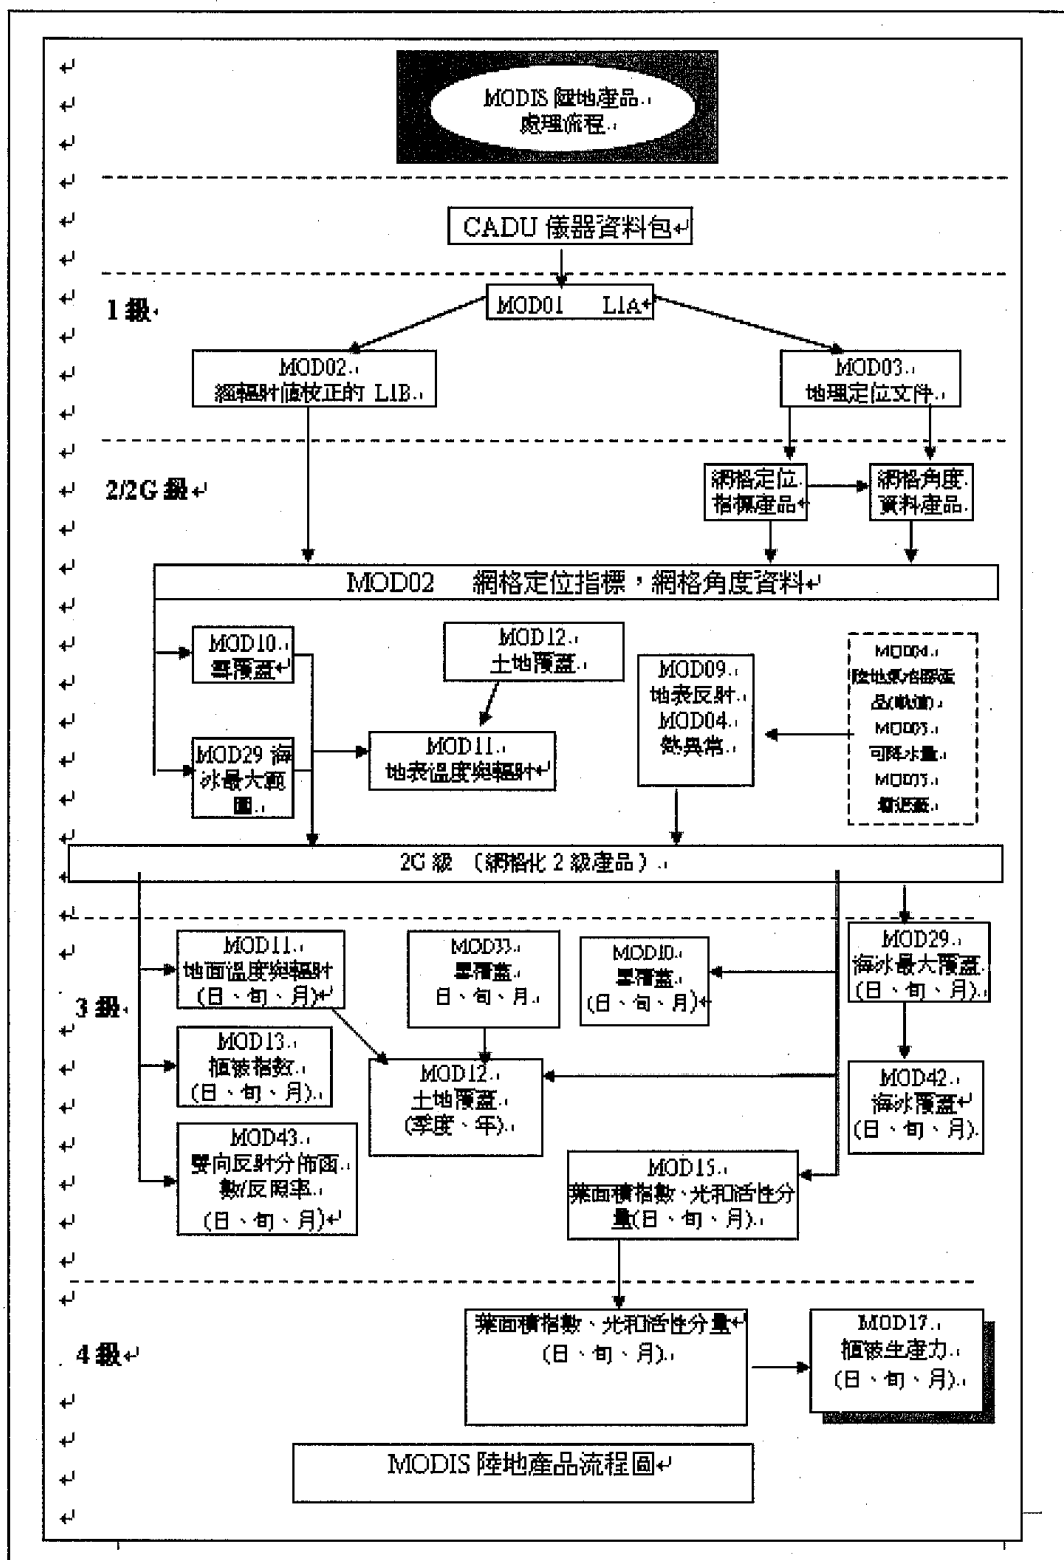 MODIS 陸地產品
處理流程
CADU 儀器資料包
1 級
MOD01 L1A
MOD02
經輻射值校正的 L1B
MOD03
地理定位文件
2/2G 級
網格定位
指標產品
網格角度
資料產品
MOD02 網格定位指標,網格角度資料
MOD10
雪覆蓋
MOD12
土地覆蓋
MOD09
地表反射
MOD04
熱異常
MOD04
陸地氣溶膠產
品(軌道)
MOD05
可降水量
MOD35
MOD29 海
冰最大範
圍
MOD11
地表溫度與輻射
2G 級 (網格化 2 級產品)
3 級
MOD11
地面溫度與輻射
(日、旬、月)
MOD33
覆蓋
日、旬、月
MOD10
覆蓋
(日、旬、月)
MOD29
海冰最大覆蓋
(日、旬、月)
MOD13
植被指數
(日、旬、月)
MOD12
土地覆蓋
(季度、年)
MOD42
海冰覆蓋
(日、旬、月)
MOD43
雙向反射分佈函
數/反照率
(日、旬、月)
MOD15
葉面積指數、光和活性分
量(日、旬、月)
4 級
葉面積指數、光和活性分量
(日、旬、月)
MOD17
植被生產力
(日、旬、月)
MODIS 陸地產品流程圖